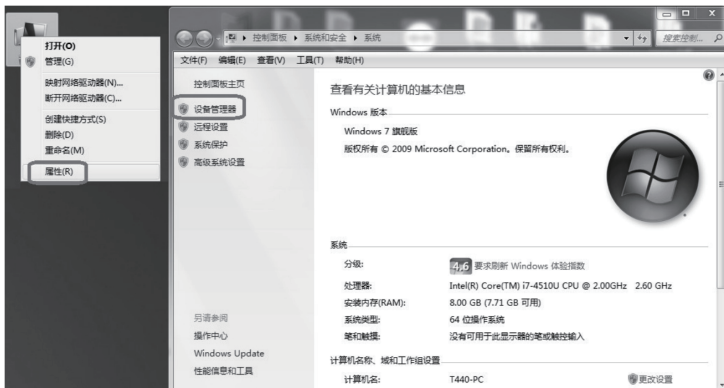 打开(O)
管理(G)
映射网络驱动器(N)...
断开网络驱动器(C)...
创建快捷方式(S)
删除(D)
重命名(M)
属性(R)
控制面板 ▸ 系统和安全 ▸ 系统
搜索控制...
文件(F) 编辑(E) 查看(V) 工具(T) 帮助(H)
控制面板主页
设备管理器
远程设置
系统保护
高级系统设置
另请参阅
操作中心
Windows Update
性能信息和工具
查看有关计算机的基本信息
Windows 版本
Windows 7 旗舰版
版权所有 © 2009 Microsoft Corporation。保留所有权利。
系统
分级: 4.6 要求刷新 Windows 体验指数
处理器: Intel(R) Core(TM) i7-4510U CPU @ 2.00GHz 2.60 GHz
安装内存(RAM): 8.00 GB (7.71 GB 可用)
系统类型: 64 位操作系统
笔和触摸: 没有可用于此显示器的笔或触控输入
计算机名称、域和工作组设置
计算机名: T440-PC 更改设置